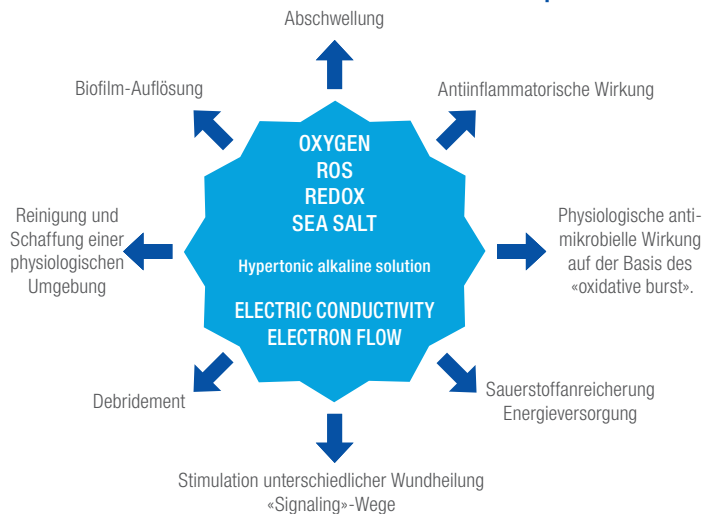 Abschwellung
Biofilm-Auflösung
Antiinflammatorische Wirkung
OXYGEN
ROS
REDOX
SEA SALT
Hypertonic alkaline solution
ELECTRIC CONDUCTIVITY
ELECTRON FLOW
Reinigung und
Schaffung einer
physiologischen
Umgebung
Physiologische anti-
mikrobielle Wirkung
auf der Basis des
«oxidative burst».
Debridement
Sauerstoffanreicherung
Energieversorgung
Stimulation unterschiedlicher Wundheilung
«Signaling»-Wege